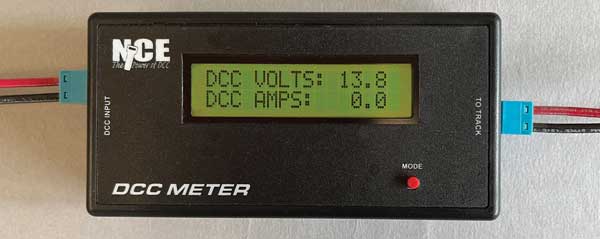 NCE
The Power of DCC
DCC VOLTS: 13.8
DCC AMPS: 0.0
DCC INPUT
TO TRACK
MODE
DCC METER